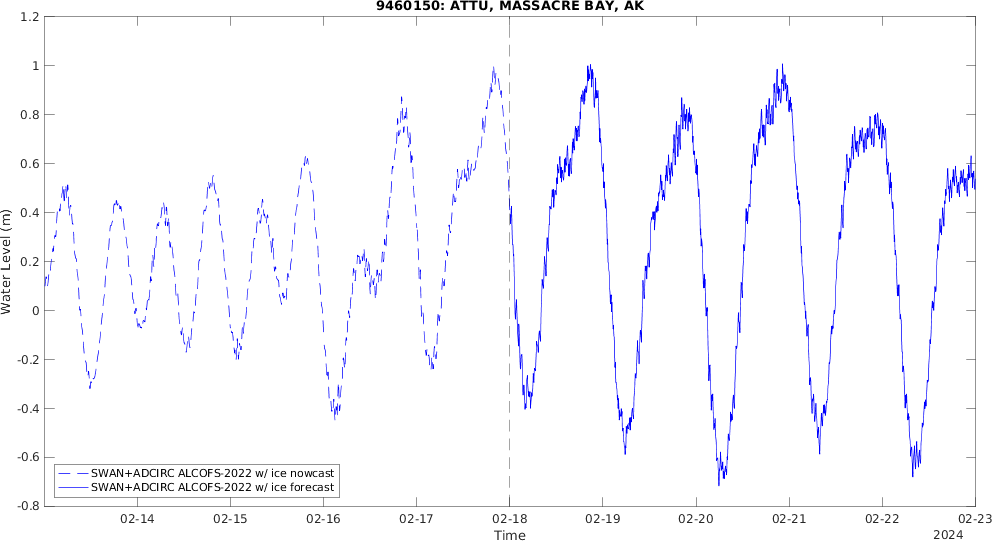 9460150: ATTU, MASSACRE BAY, AK
1.2
1
0.8
0.6
0.4
0.2
0
-0.2
-0.4
-0.6
-0.8
Water Level (m)
SWAN+ADCIRC ALCOFS-2022 w/ ice nowcast
SWAN+ADCIRC ALCOFS-2022 w/ ice forecast
02-14 02-15 02-16 02-17 02-18 02-19 02-20 02-21 02-22 02-23
Time
2024